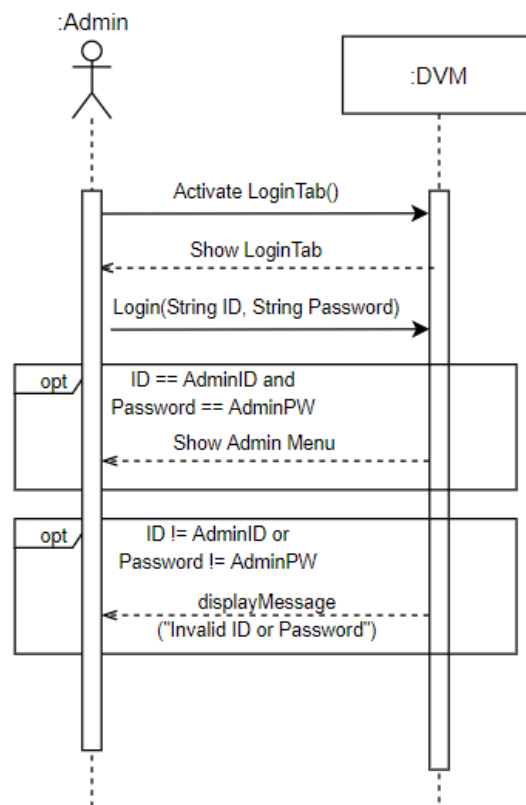 :Admin
:DVM
Activate LoginTab()
Show LoginTab
Login(String ID, String Password)
opt
ID == AdminID and
Password == AdminPW
Show Admin Menu
opt
ID != AdminID or
Password != AdminPW
displayMessage
("Invalid ID or Password")